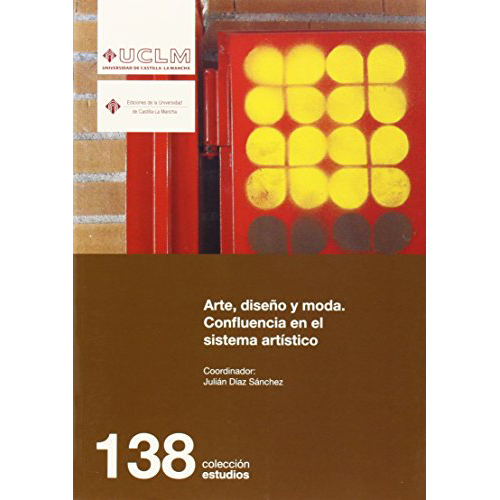 UCLM
UNIVERSIDAD DE CASTILLA-LA MANCHA
Ediciones de la Universidad
de Castilla-La Mancha
Arte, diseño y moda.
Confluencia en el
sistema artístico
Coordinador:
Julián Díaz Sánchez
138
colección
estudios